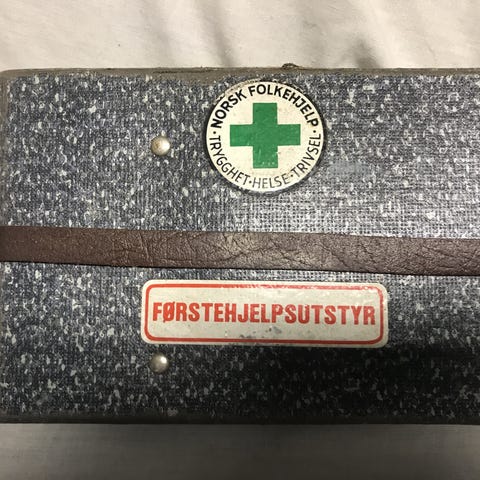 · NORSK FOLKEHJELP ·
TRYGGHET · HELSE · TRIVSEL
FØRSTEHJELPSUTSTYR